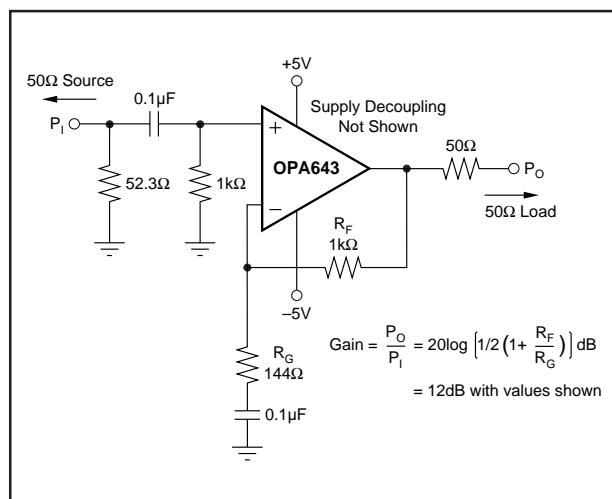 50Ω Source
+5V
0.1µF
Supply Decoupling
Not Shown
P_I
+
OPA643
50Ω
P_O
52.3Ω
1kΩ
−
50Ω Load
R_F
1kΩ
–5V
R_G
144Ω
0.1µF
Gain = P_O/P_I = 20log [1/2 (1+ R_F/R_G)] dB
= 12dB with values shown